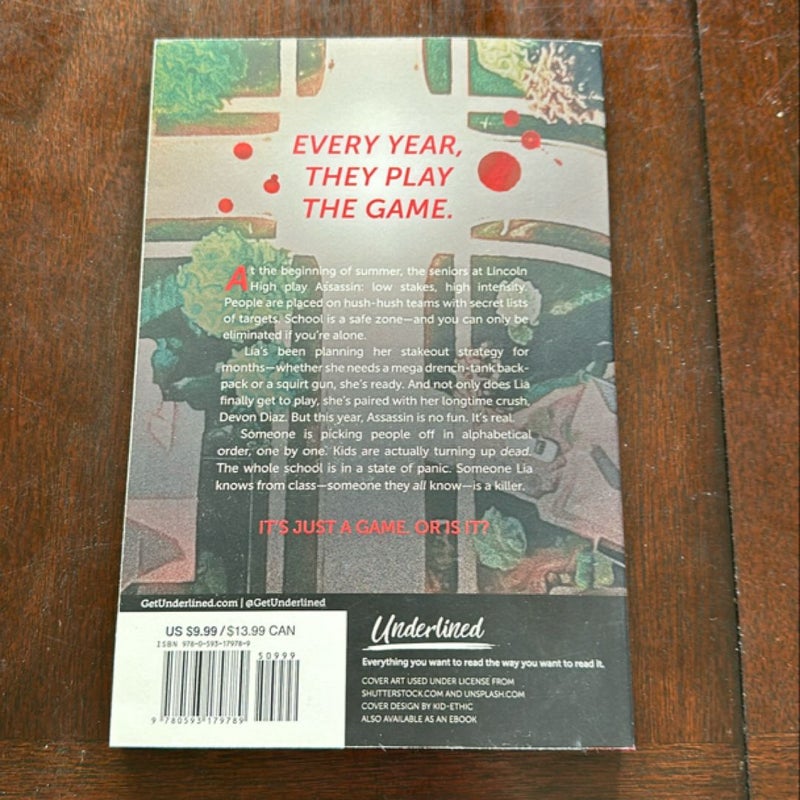 EVERY YEAR,
THEY PLAY
THE GAME.
At the beginning of summer, the seniors at Lincoln
High play Assassin: low stakes, high intensity.
People are placed on hush-hush teams with secret lists
of targets. School is a safe zone—and you can only be
eliminated if you're alone.
Lia's been planning her stakeout strategy for
months—whether she needs a mega drench-tank back-
pack or a squirt gun, she's ready. And not only does Lia
finally get to play, she's paired with her longtime crush,
Devon Diaz. But this year, Assassin is no fun. It's real.
Someone is picking people off in alphabetical
order, one by one. Kids are actually turning up dead.
The whole school is in a state of panic. Someone Lia
knows from class—someone they all know—is a killer.
IT'S JUST A GAME. OR IS IT?
GetUnderlined.com | @GetUnderlined
US $9.99 / $13.99 CAN
ISBN 978-0-593-17978-9
50999
9 780593 179789
Underlined
Everything you want to read the way you want to read it.
COVER ART USED UNDER LICENSE FROM
SHUTTERSTOCK.COM AND UNSPLASH.COM
COVER DESIGN BY KID-ETHIC
ALSO AVAILABLE AS AN EBOOK